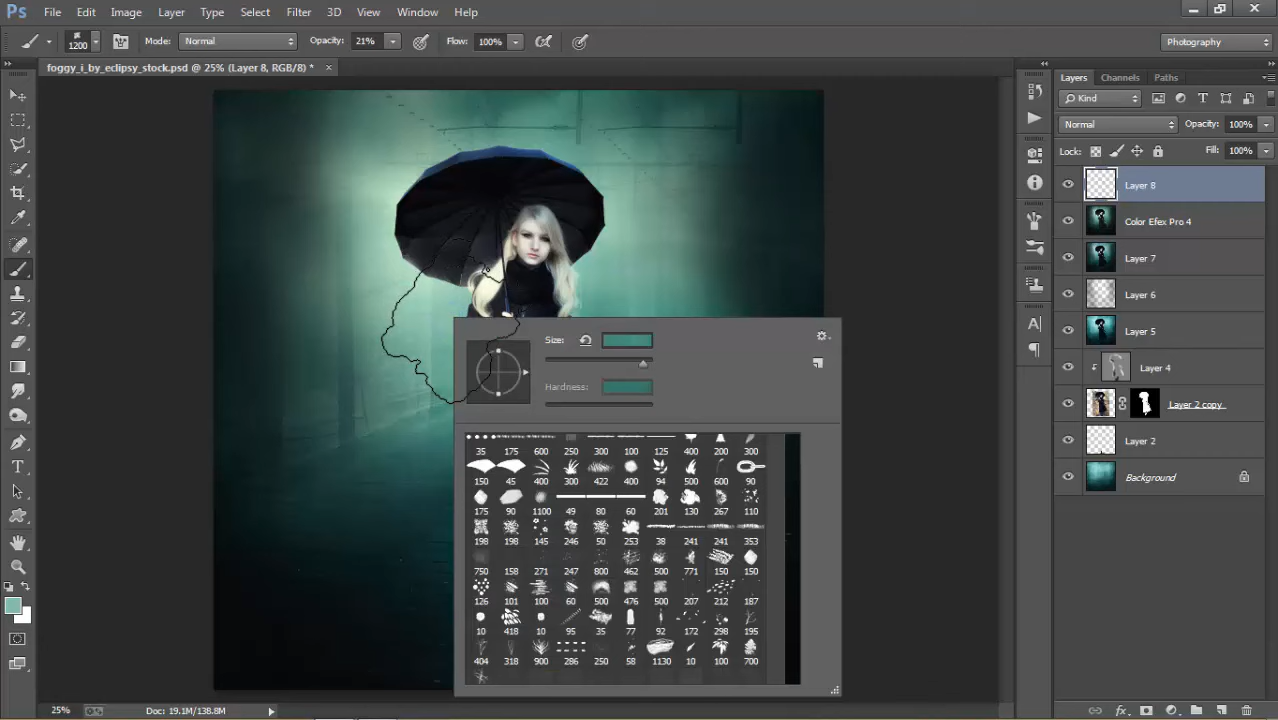 Ps File Edit Image Layer Type Select Filter 3D View Window Help
1200 Mode: Normal Opacity: 21% Flow: 100% Photography
foggy_i_by_eclipsy_stock.psd @ 25% (Layer 8, RGB/8) * ×
Layers Channels Paths
Kind
Normal Opacity: 100%
Lock: Fill: 100%
Layer 8
Color Efex Pro 4
Layer 7
Layer 6
Layer 5
Layer 4
Layer 2 copy
Layer 2
Background
Size:
Hardness:
35 175 600 250 300 100 125 400 200 300
150 45 400 300 422 400 94 500 600 90
175 90 1100 49 80 60 201 130 267 110
198 198 145 246 50 253 38 241 241 353
750 158 271 247 800 462 500 771 150 150
126 101 100 60 500 476 500 207 212 187
10 418 10 95 35 77 92 172 298 195
404 318 900 286 250 58 1130 10 100 700
25% Doc: 19.1M/138.8M